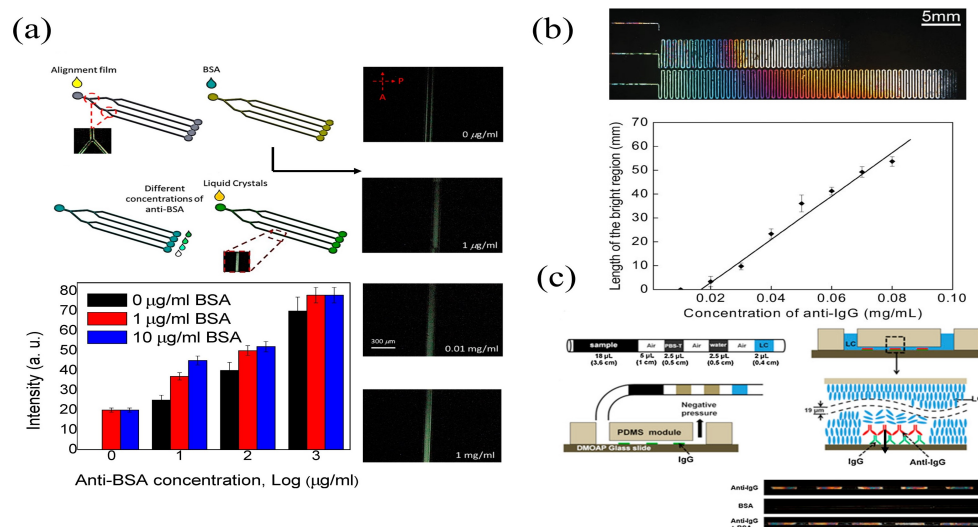 (a)
Alignment film
BSA
P
A
0 µg/ml
Different
concentrations of
anti-BSA
Liquid Crystals
1 µg/ml
300 µm
0.01 mg/ml
1 mg/ml
80
70
60
50
40
30
20
10
0
0 µg/ml BSA
1 µg/ml BSA
10 µg/ml BSA
Intensity (a. u.)
0 1 2 3
Anti-BSA concentration, Log (µg/ml)
(b)
5mm
70
60
50
40
30
20
10
0
Length of the bright region (mm)
0.02 0.04 0.06 0.08 0.10
Concentration of anti-IgG (mg/mL)
(c)
sample Air PBS-T Air water Air LC
18 µL 5 µL 2.5 µL 2.5 µL 2 µL
(3.6 cm) (1 cm) (0.5 cm) (0.5 cm) (0.4 cm)
Negative
pressure
PDMS module
DMOAP Glass slide
IgG
LC
19
µm
IgG Anti-IgG
Anti-IgG
BSA
Anti-IgG